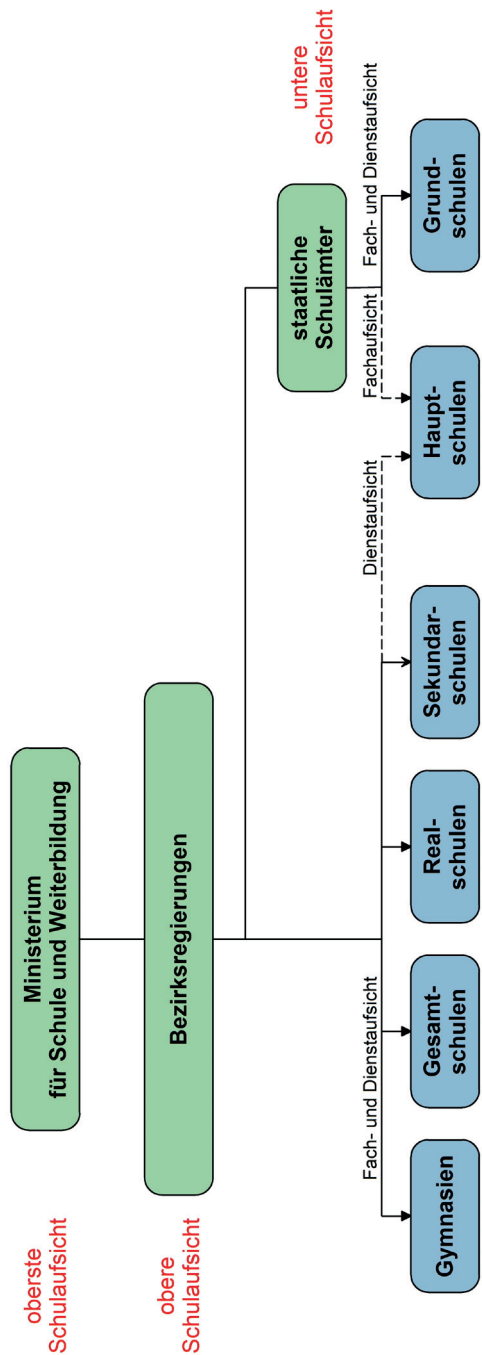 oberste
Schulaufsicht
Ministerium
für Schule und Weiterbildung
obere
Schulaufsicht
Bezirksregierungen
untere
Schulaufsicht
staatliche
Schulämter
Fach- und Dienstaufsicht
Dienstaufsicht
Fachaufsicht
Fach- und Dienstaufsicht
Gymnasien
Gesamt-
schulen
Real-
schulen
Sekundar-
schulen
Haupt-
schulen
Grund-
schulen